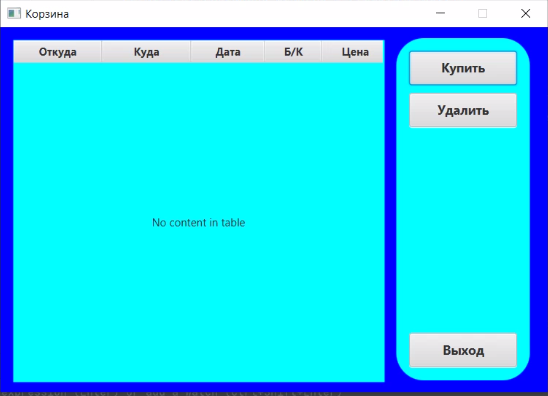 Корзина
Откуда Куда Дата Б/К Цена
Купить
Удалить
No content in table
Выход